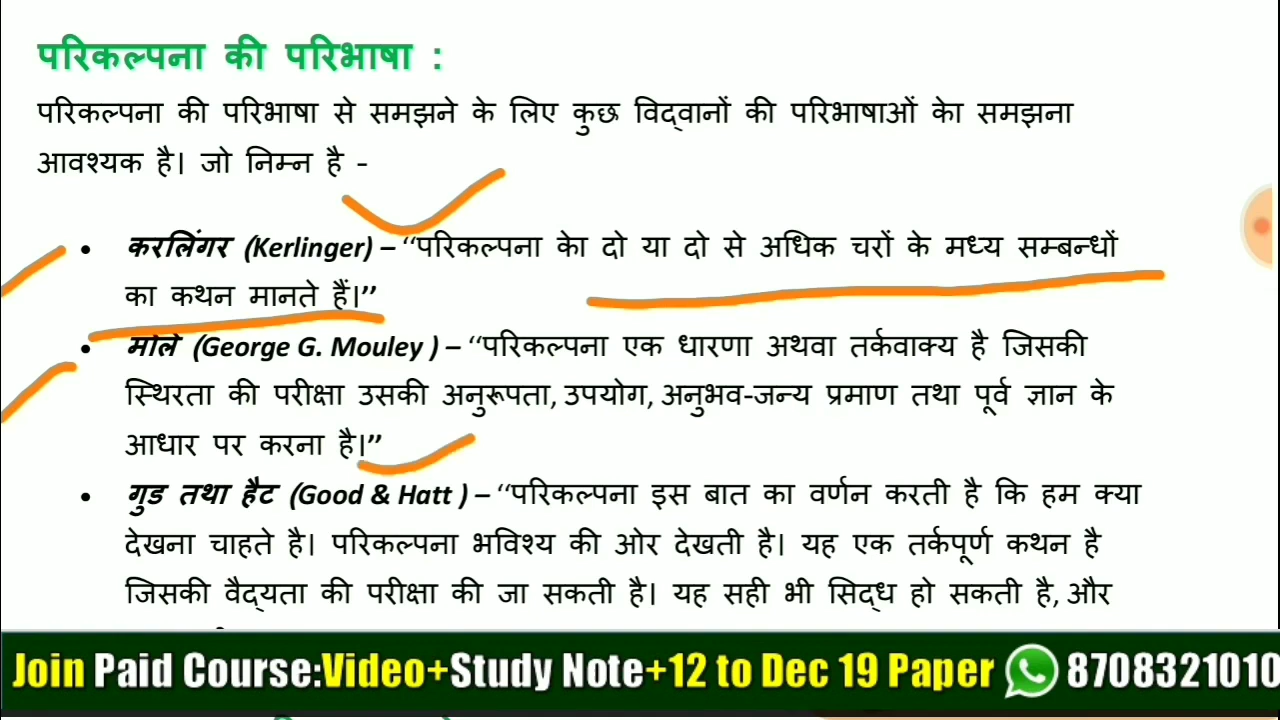 परिकल्पना की परिभाषा :
परिकल्पना की परिभाषा से समझने के लिए कुछ विद्वानों की परिभाषाओं केा समझना
आवश्यक है। जो निम्न है -
• करलिंगर (Kerlinger) – ‘‘परिकल्पना केा दो या दो से अधिक चरों के मध्य सम्बन्धों
का कथन मानते हैं।’’
• मोले (George G. Mouley ) – ‘‘परिकल्पना एक धारणा अथवा तर्कवाक्य है जिसकी
स्थिरता की परीक्षा उसकी अनुरूपता, उपयोग, अनुभव-जन्य प्रमाण तथा पूर्व ज्ञान के
आधार पर करना है।’’
• गुड तथा हैट (Good & Hatt ) – ‘‘परिकल्पना इस बात का वर्णन करती है कि हम क्या
देखना चाहते है। परिकल्पना भविश्य की ओर देखती है। यह एक तर्कपूर्ण कथन है
जिसकी वैद्यता की परीक्षा की जा सकती है। यह सही भी सिद्ध हो सकती है, और
Join Paid Course:Video+Study Note+12 to Dec 19 Paper 8708321010